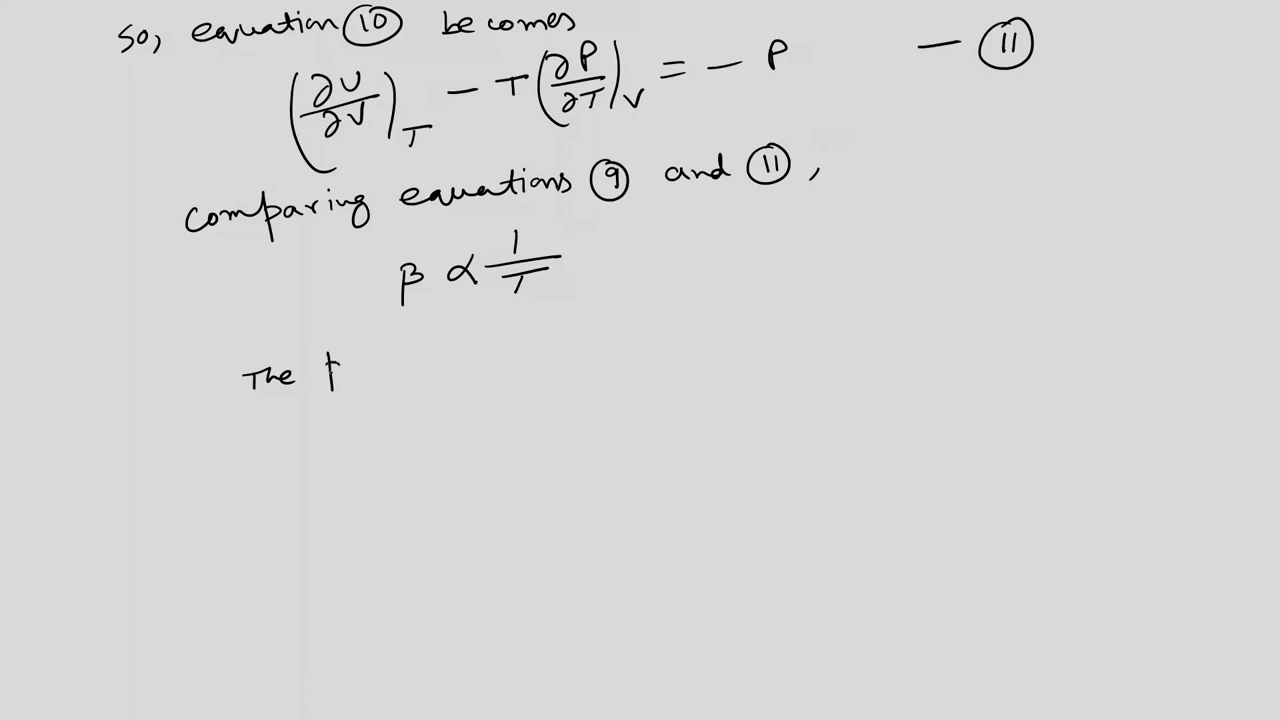 so, equation ⑩ becomes
(∂U/∂V)_T − T(∂P/∂T)_V = − P — ⑪
comparing equations ⑨ and ⑪,
β ∝ 1/T
The